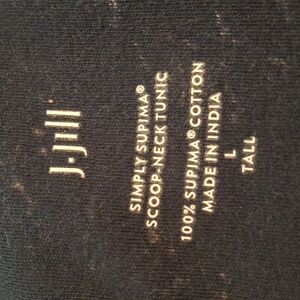 J.Jill
SIMPLY SUPIMA®
SCOOP-NECK TUNIC
100% SUPIMA® COTTON
MADE IN INDIA
L
TALL